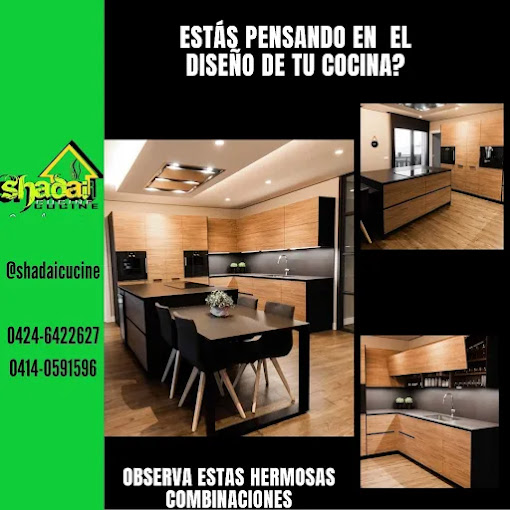 ESTÁS PENSANDO EN EL
DISEÑO DE TU COCINA?
shadai
CUCINE
@shadaicucine
0424-6422627
0414-0591596
OBSERVA ESTAS HERMOSAS
COMBINACIONES